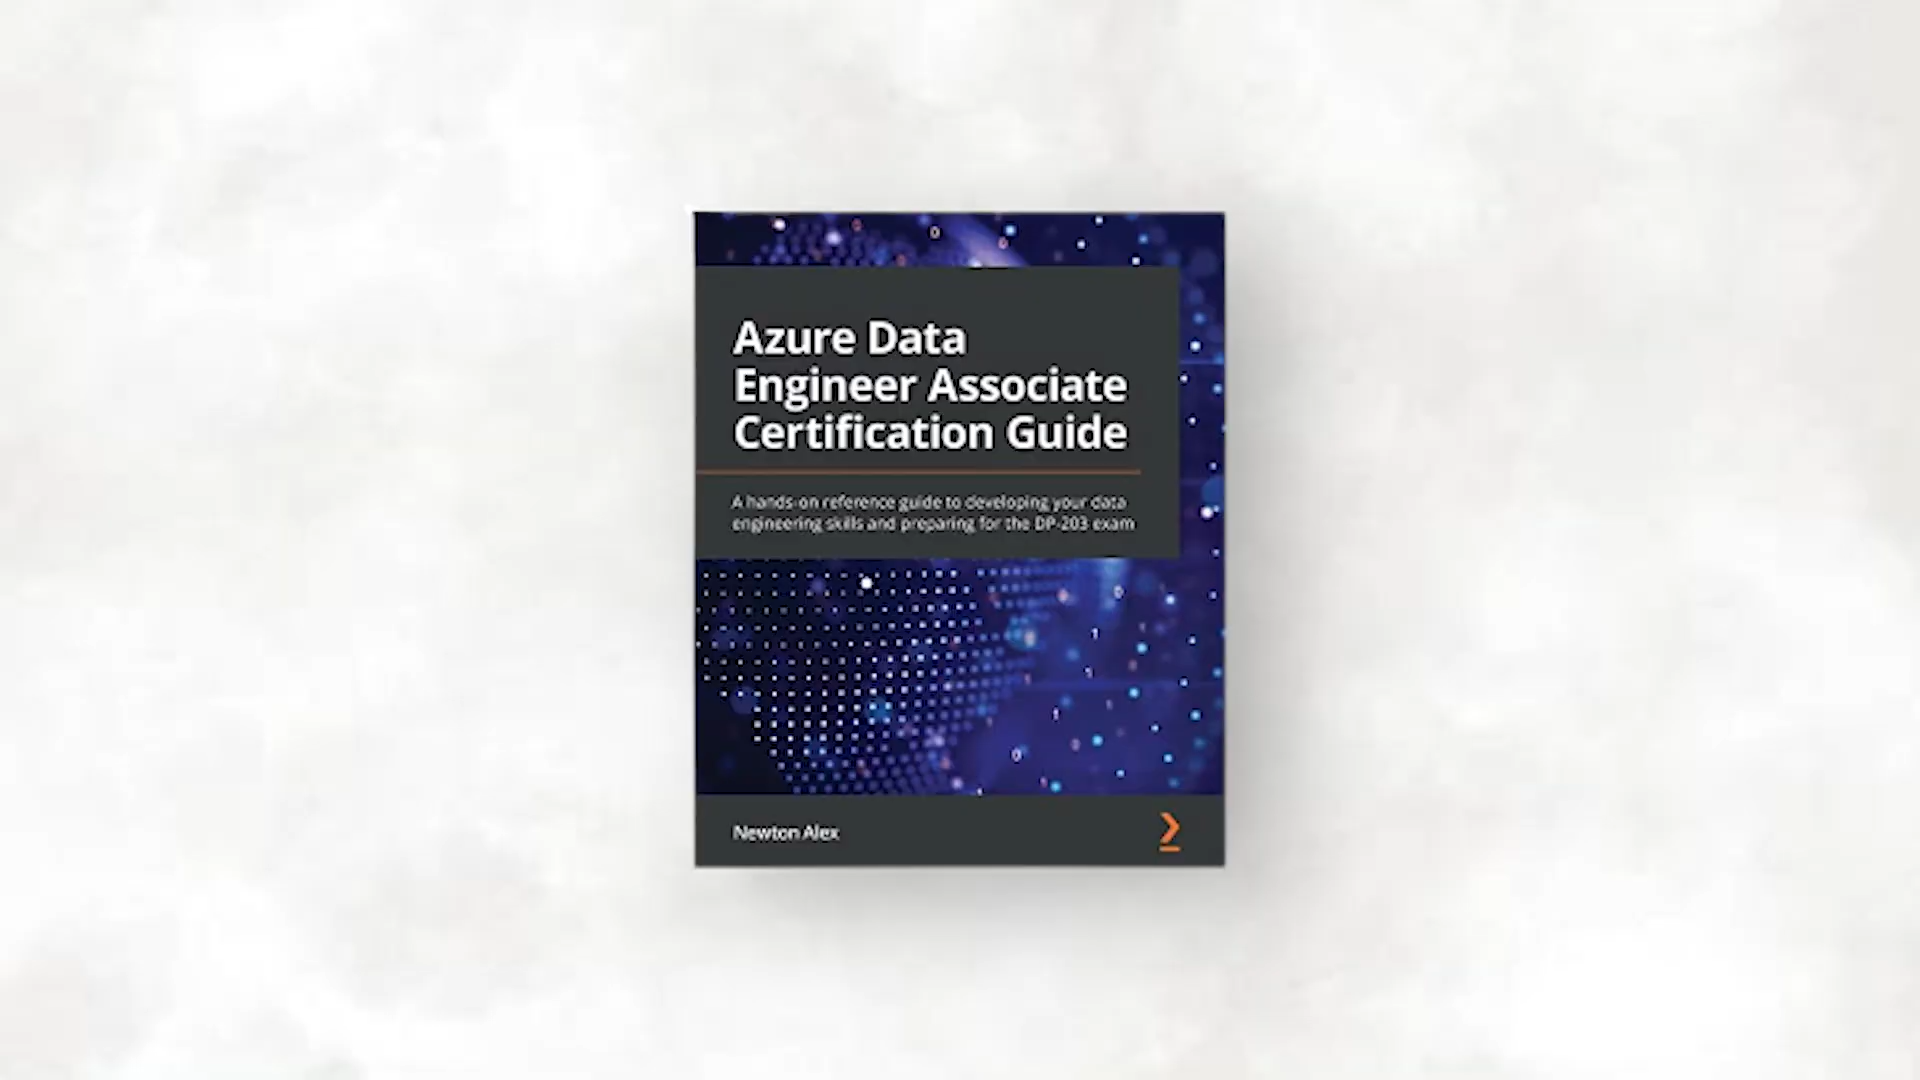 Azure Data
Engineer Associate
Certification Guide
A hands-on reference guide to developing your data
engineering skills and preparing for the DP-203 exam
Newton Alex